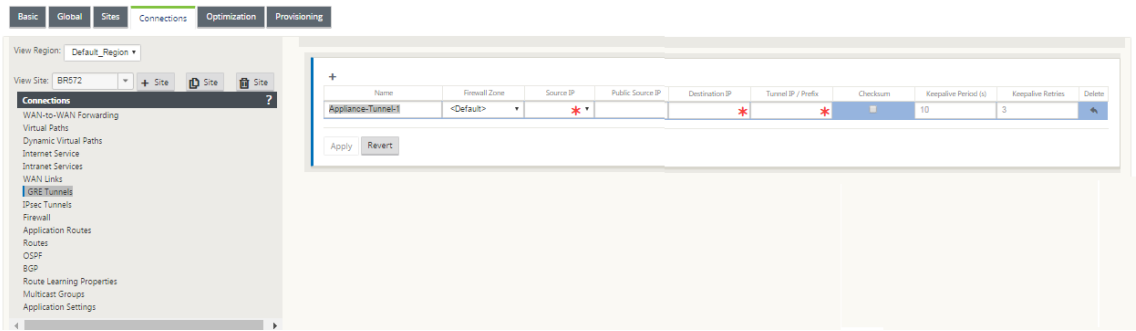 Basic Global Sites Connections Optimization Provisioning
View Region: Default_Region
View Site: BR572 + Site Site Site
Connections ?
WAN-to-WAN Forwarding
Virtual Paths
Dynamic Virtual Paths
Internet Service
Intranet Services
WAN Links
GRE Tunnels
IPsec Tunnels
Firewall
Application Routes
Routes
OSPF
BGP
Route Learning Properties
Multicast Groups
Application Settings
+
Name Firewall Zone Source IP Public Source IP Destination IP Tunnel IP / Prefix Checksum Keepalive Period (s) Keepalive Retries Delete
Appliance-Tunnel-1 <Default> * * * 10 3
Apply Revert